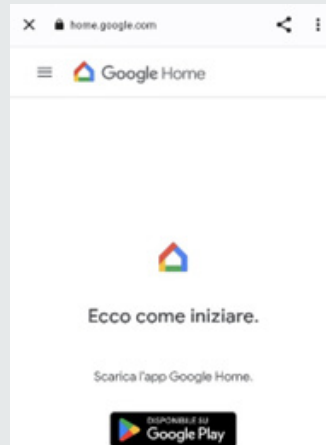 home.google.com
Google Home
Ecco come iniziare.
Scarica l'app Google Home.
DISPONIBILE SU
Google Play